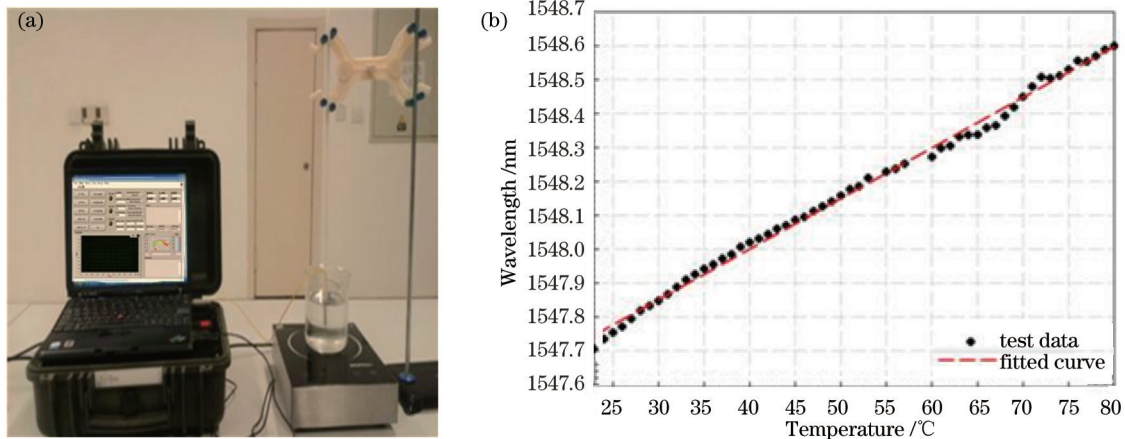 (a)
(b)
1548.7
1548.6
1548.5
1548.4
1548.3
1548.2
1548.1
1548.0
1547.9
1547.8
1547.7
1547.6
Wavelength /nm
test data
fitted curve
25 30 35 40 45 50 55 60 65 70 75 80
Temperature /℃